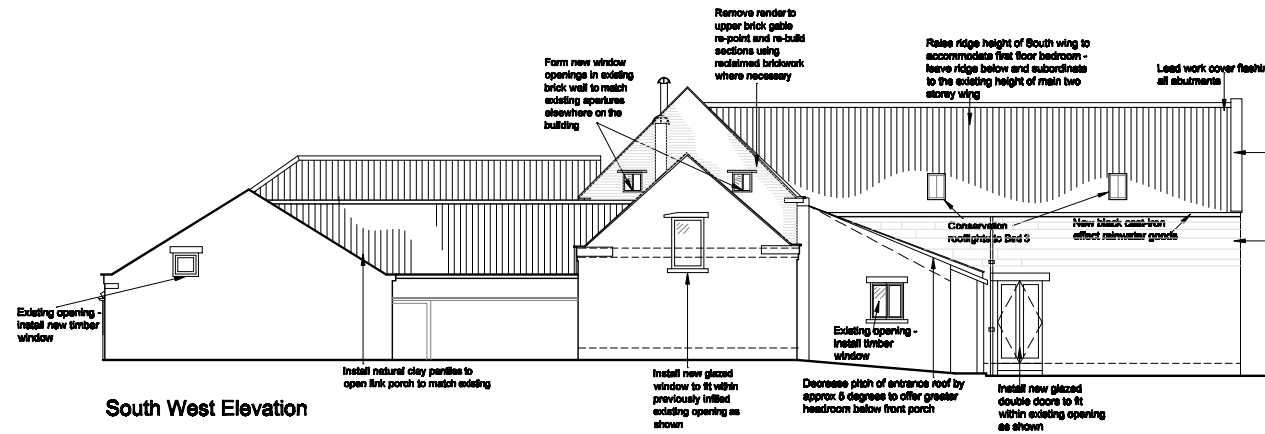 Remove render to
upper brick gable
re-point and re-build
sections using
reclaimed brickwork
where necessary
Form new window
openings in existing
brick wall to match
existing apertures
elsewhere on the
building
Raise ridge height of South wing to
accommodate first floor bedroom -
leave ridge below and subordinate
to the existing height of main two
storey wing
Lead work cover flashin
all abutments
Conservation
rooflights to Bed 3
New black cast-iron
effect rainwater goods
Existing opening -
install new timber
window
Install natural clay pantiles to
open link porch to match existing
Install new glazed
window to fit within
previously infilled
existing opening as
shown
Existing opening -
install timber
window
Decrease pitch of entrance roof by
approx 5 degrees to offer greater
headroom below front porch
Install new glazed
double doors to fit
within existing opening
as shown
South West Elevation